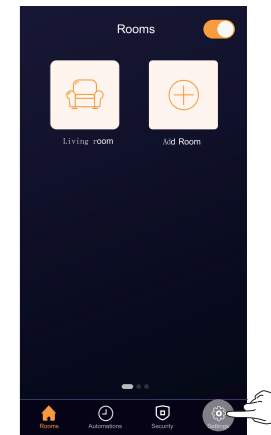 Rooms
Living room
Add Room
Rooms
Automations
Security
Settings